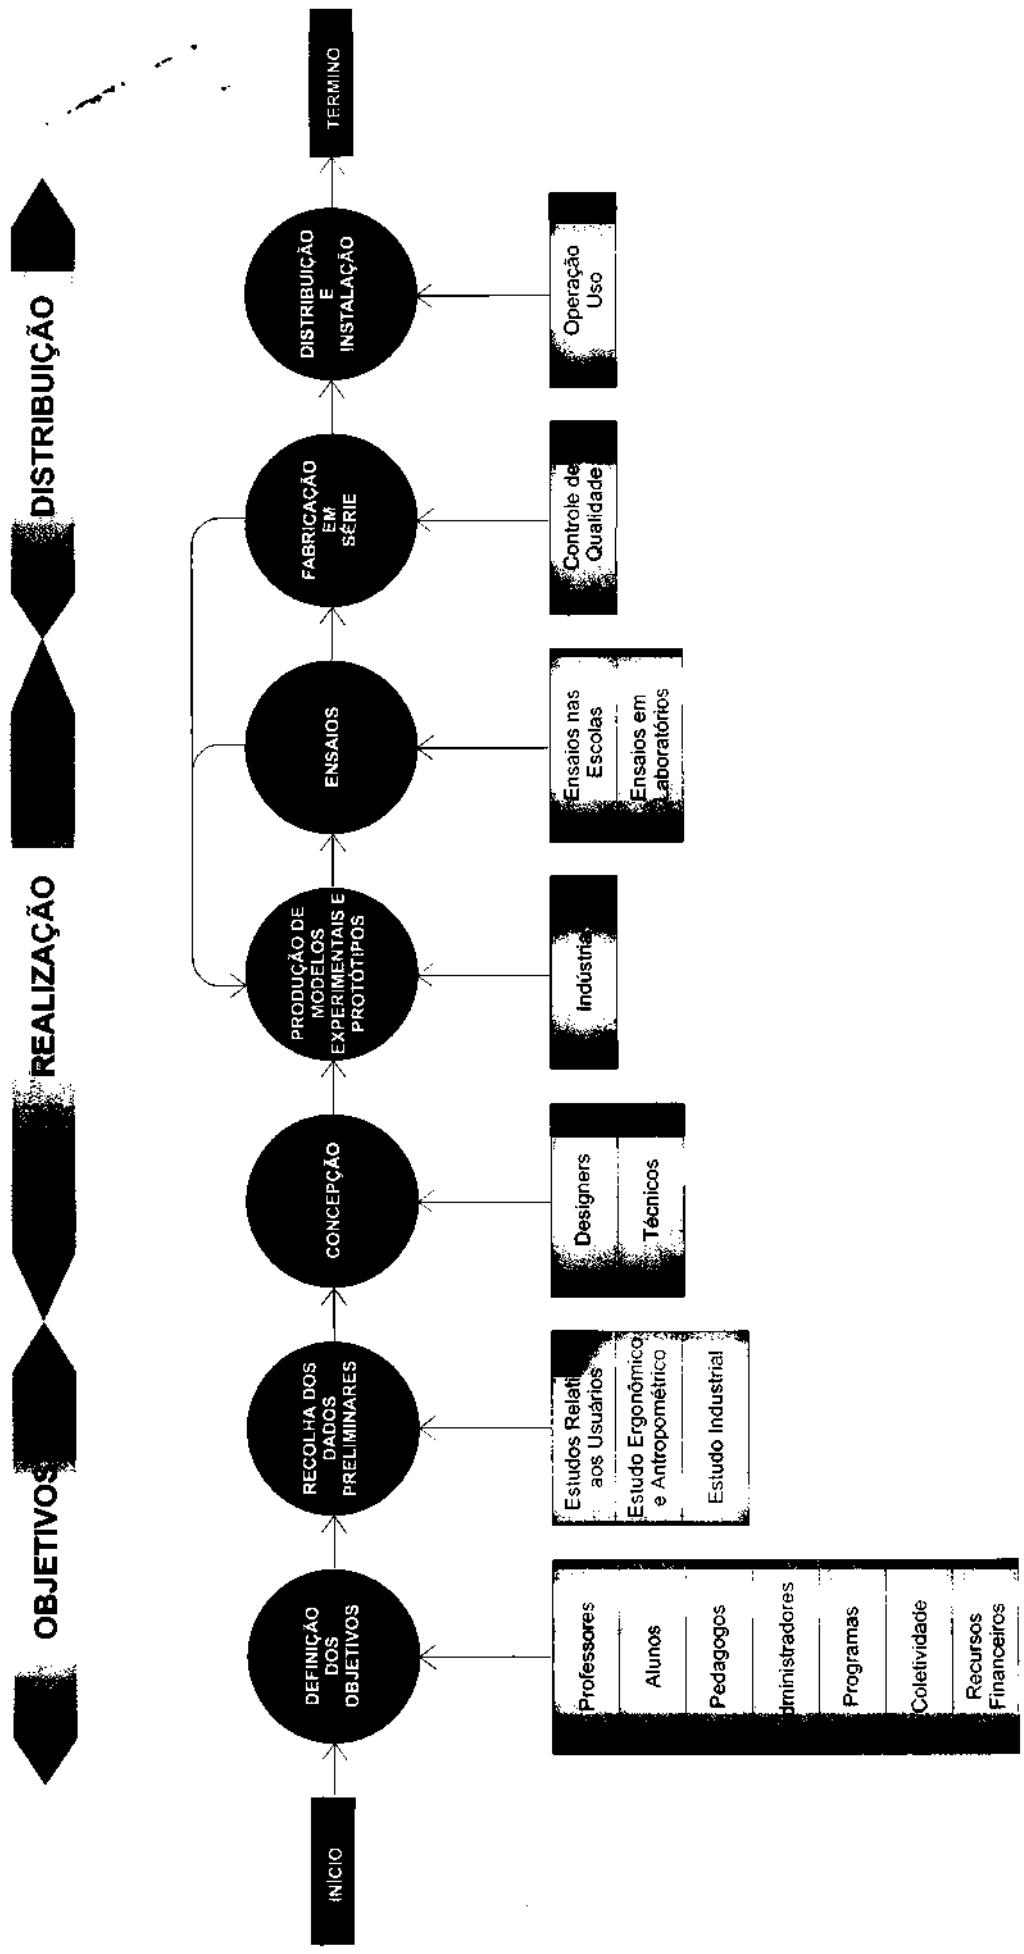 OBJETIVOS
REALIZAÇÃO
DISTRIBUIÇÃO
INÍCIO
DEFINIÇÃO
DOS
OBJETIVOS
RECOLHA DOS
DADOS
PRELIMINARES
CONCEPÇÃO
PRODUÇÃO DE
MODELOS
EXPERIMENTAIS E
PROTÓTIPOS
ENSAIOS
FABRICAÇÃO
EM
SÉRIE
DISTRIBUIÇÃO
E
INSTALAÇÃO
TERMINO
Professores
Alunos
Pedagogos
dministradores
Programas
Coletividade
Recursos
Financeiros
Estudos Relati
aos Usuários
Estudo Ergonômico
e Antropométrico
Estudo Industrial
Designers
Técnicos
Indústria
Ensaios nas
Escolas
Ensaios em
Laboratórios
Controle de
Qualidade
Operação
Uso